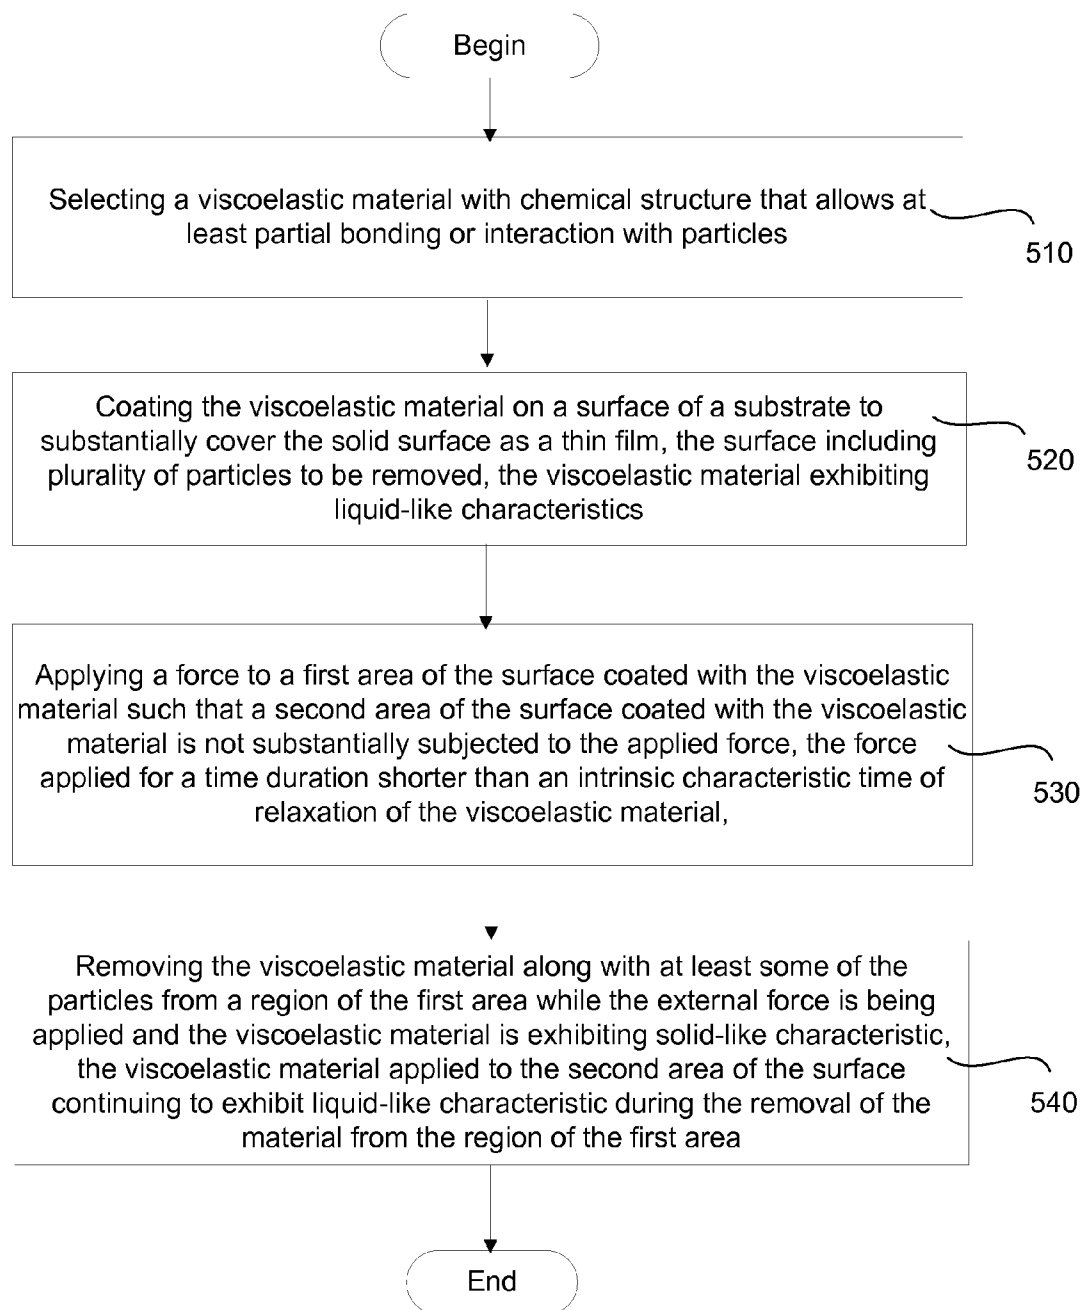 Begin
Selecting a viscoelastic material with chemical structure that allows at
least partial bonding or interaction with particles
510
Coating the viscoelastic material on a surface of a substrate to
substantially cover the solid surface as a thin film, the surface including
plurality of particles to be removed, the viscoelastic material exhibiting
liquid-like characteristics
520
Applying a force to a first area of the surface coated with the viscoelastic
material such that a second area of the surface coated with the viscoelastic
material is not substantially subjected to the applied force, the force
applied for a time duration shorter than an intrinsic characteristic time of
relaxation of the viscoelastic material,
530
Removing the viscoelastic material along with at least some of the
particles from a region of the first area while the external force is being
applied and the viscoelastic material is exhibiting solid-like characteristic,
the viscoelastic material applied to the second area of the surface
continuing to exhibit liquid-like characteristic during the removal of the
material from the region of the first area
540
End